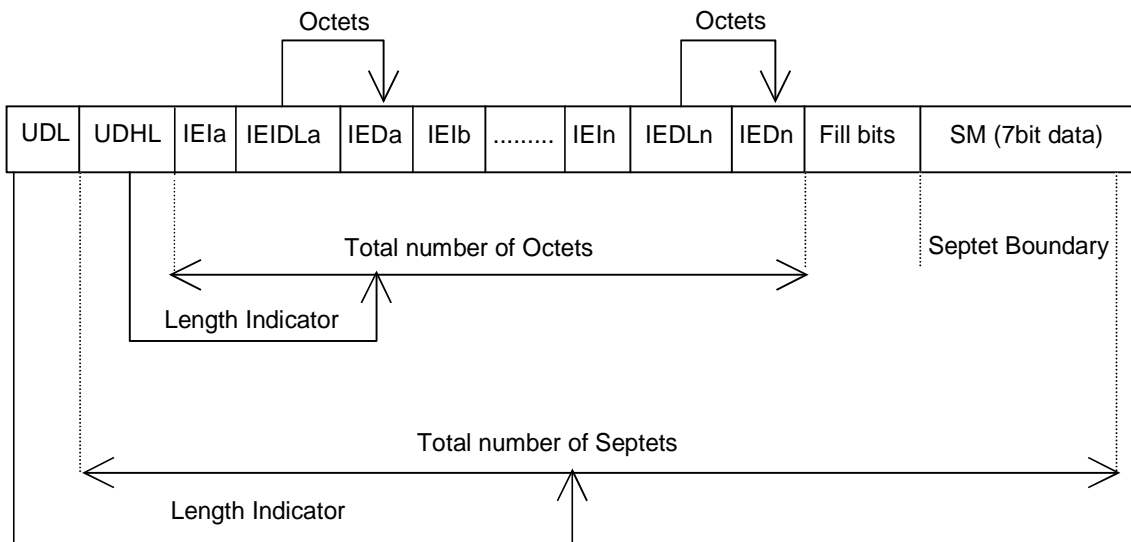 Octets Octets
UDL UDHL IEIa IEIDLa IEDa IEIb ......... IEIn IEDLn IEDn Fill bits SM (7bit data)
Total number of Octets
Septet Boundary
Length Indicator
Total number of Septets
Length Indicator